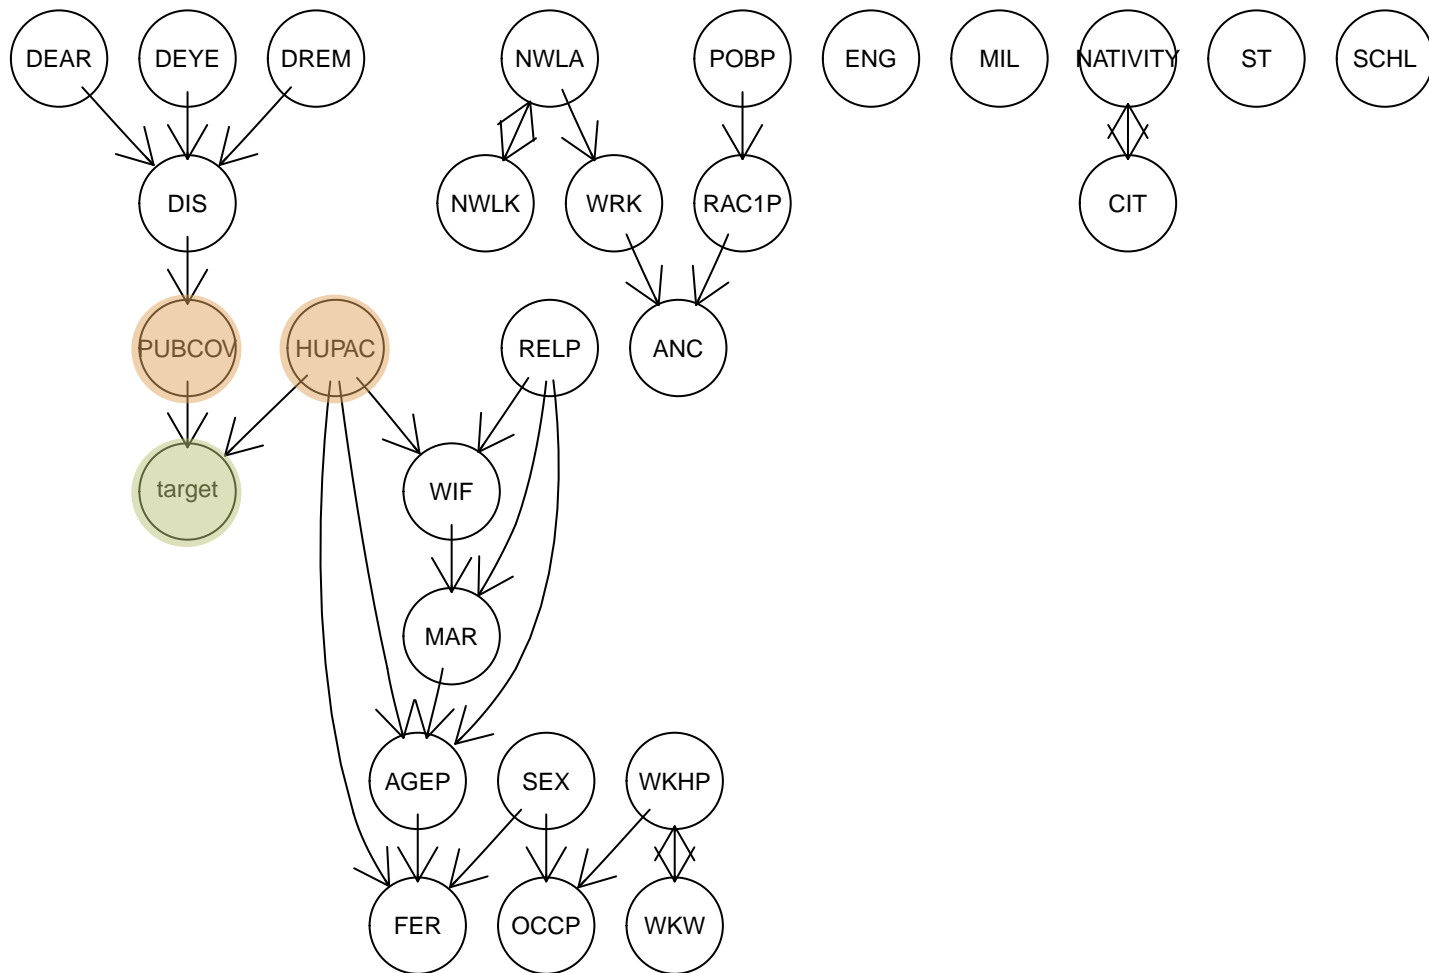 DEAR DEYE DREM NWLA POBP ENG MIL NATIVITY ST SCHL
DIS NWLK WRK RAC1P CIT
PUBCOV HUPAC RELP ANC
target WIF
MAR
AGEP SEX WKHP
FER OCCP WKW